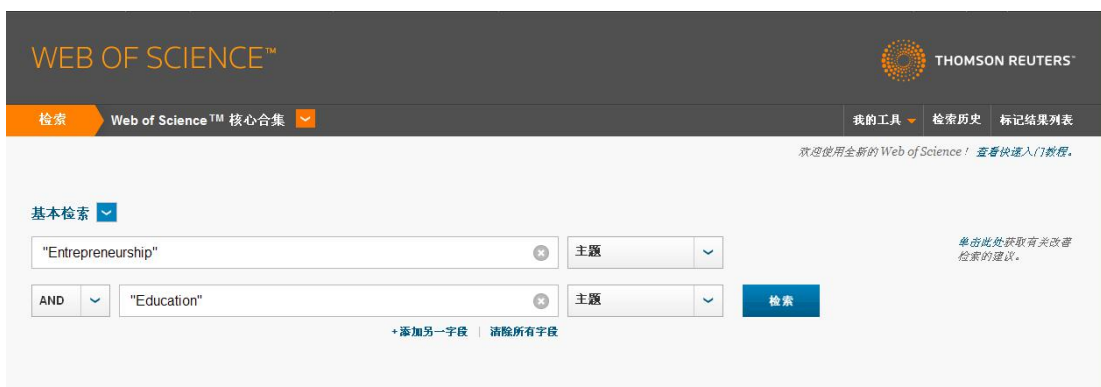 WEB OF SCIENCE™
THOMSON REUTERS™
检索 Web of Science™ 核心合集 我的工具 检索历史 标记结果列表
欢迎使用全新的 Web of Science！ 查看快速入门教程。
基本检索
"Entrepreneurship" 主题
单击此处获取有关改善
检索的建议。
AND "Education" 主题 检索
+添加另一字段 | 清除所有字段